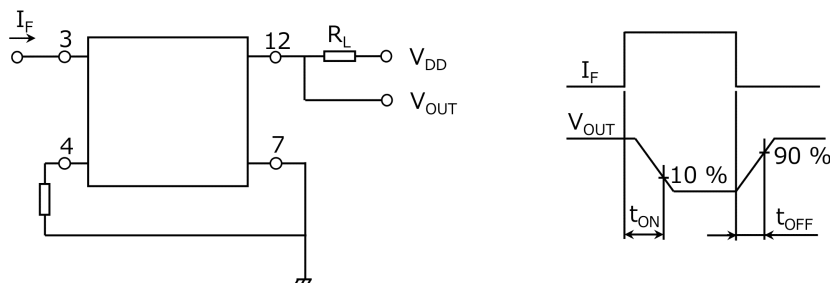 I_F
3
12
R_L
V_DD
V_OUT
4
7
I_F
V_OUT
10 %
90 %
t_ON
t_OFF